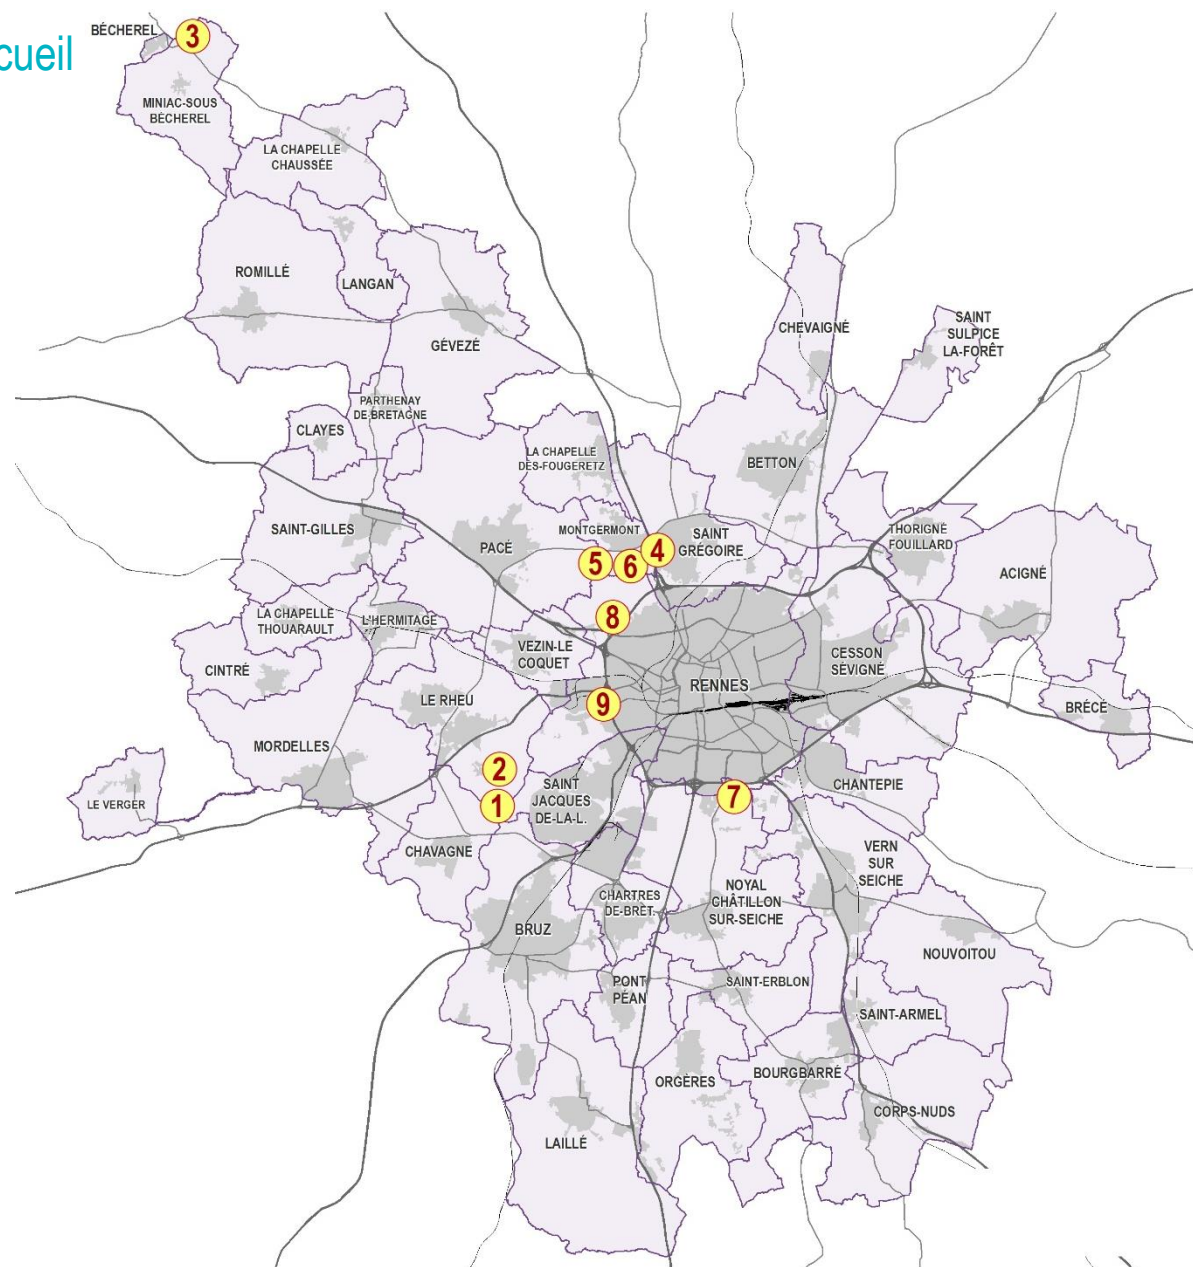 cueil
BÉCHEREL
3
MINIAC-SOUS
BÉCHEREL
LA CHAPELLE
CHAUSSÉE
ROMILLÉ
LANGAN
GÉVEZÉ
CHEVAIGNÉ
SAINT
SULPICE
LA-FORÊT
PARTHENAY
DE-BRETAGNE
CLAYES
LA CHAPELLE
DES-FOUGERETZ
BETTON
SAINT-GILLES
PACÉ
MONTGERMONT
SAINT
GRÉGOIRE
THORIGNÉ
FOUILLARD
ACIGNÉ
4
5
6
8
LA CHAPELLE
THOUARAULT
L'HERMITAGE
VEZIN-LE
COQUET
CESSON
SÉVIGNÉ
CINTRÉ
LE RHEU
RENNES
9
BRÉCÉ
MORDELLES
2
1
SAINT
JACQUES
DE-LA-L.
7
CHANTEPIE
LE VERGER
CHAVAGNE
VERN
SUR
SEICHE
CHARTRES
DE-BRET.
NOYAL
CHÂTILLON
SUR-SEICHE
BRUZ
NOUVOITOU
PONT
PÉAN
SAINT-ERBLON
SAINT-ARMEL
ORGÈRES
BOURGBARRÉ
CORPS-NUDS
LAILLÉ